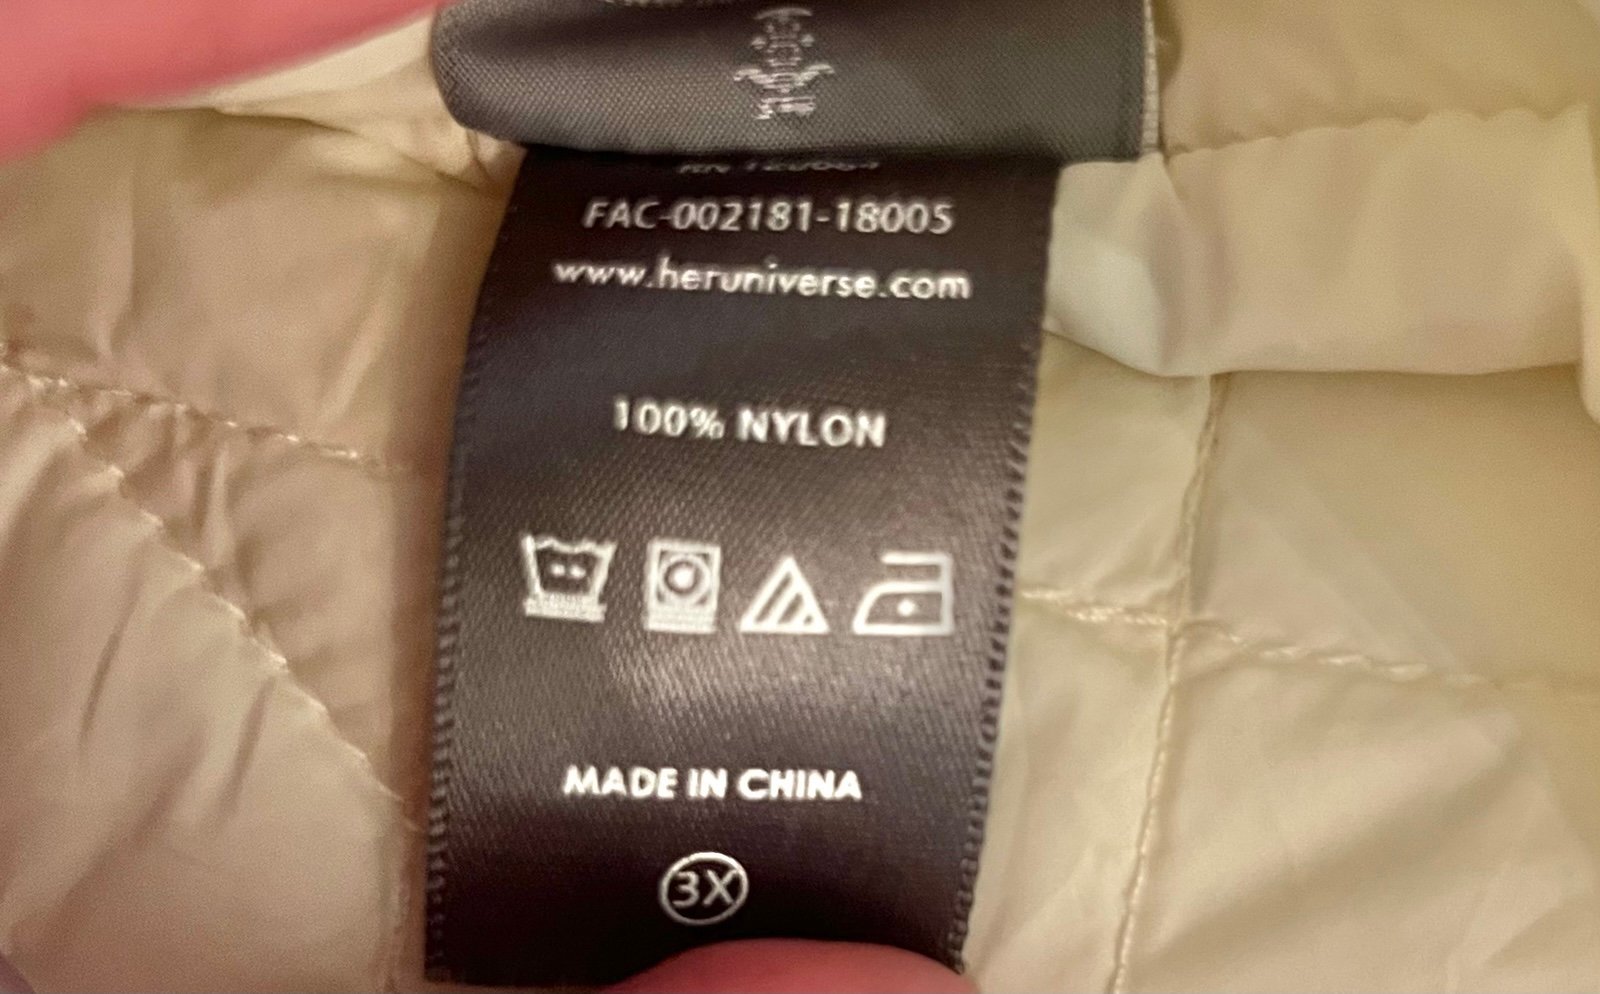 FAC-002181-18005
www.heruniverse.com
100% NYLON
MADE IN CHINA
3X